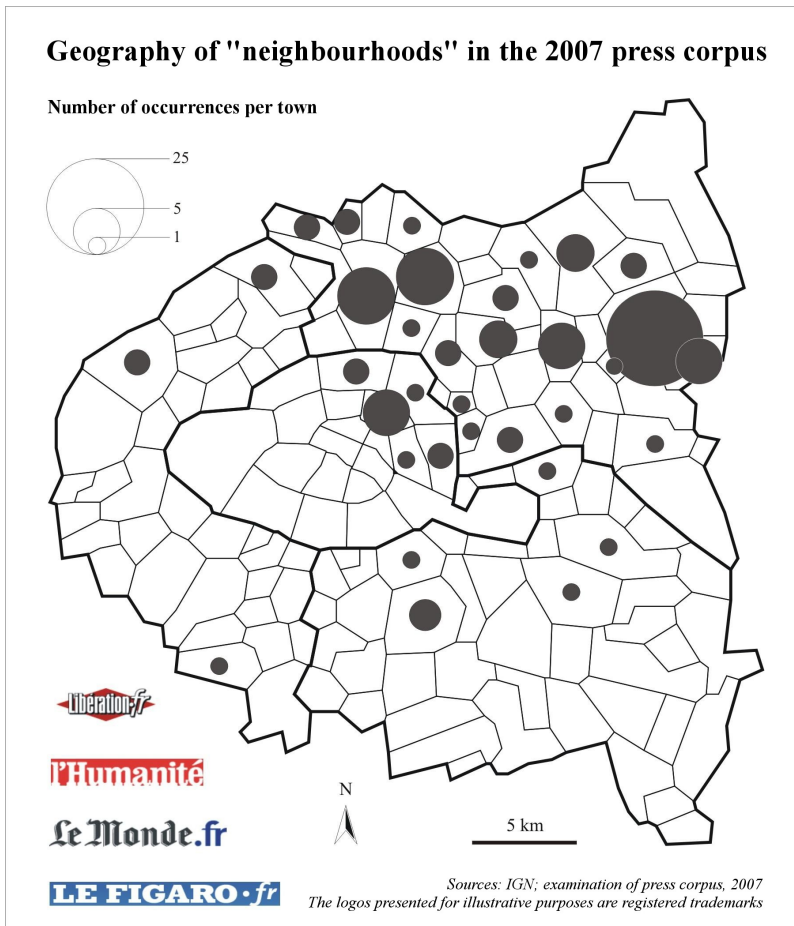 Geography of "neighbourhoods" in the 2007 press corpus
Number of occurrences per town
25
5
1
Libération.fr
l'Humanité
Le Monde.fr
LE FIGARO·fr
N
5 km
Sources: IGN; examination of press corpus, 2007
The logos presented for illustrative purposes are registered trademarks